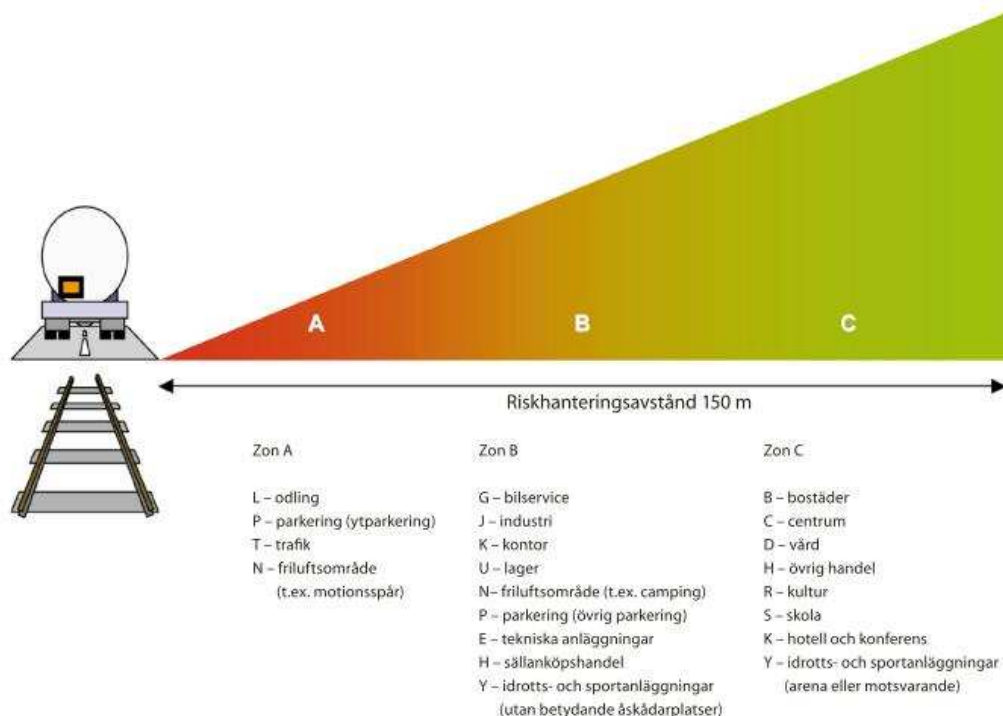 A
B
C
Riskhanteringsavstånd 150 m
Zon A
L – odling
P – parkering (ytparkering)
T – trafik
N – friluftsområde
(t.ex. motionsspår)
Zon B
G – bilservice
J – industri
K – kontor
U – lager
N– friluftsområde (t.ex. camping)
P – parkering (övrig parkering)
E – tekniska anläggningar
H – sällanköpshandel
Y – idrotts- och sportanläggningar
(utan betydande åskådarplatser)
Zon C
B – bostäder
C – centrum
D – vård
H – övrig handel
R – kultur
S – skola
K – hotell och konferens
Y – idrotts- och sportanläggningar
(arena eller motsvarande)